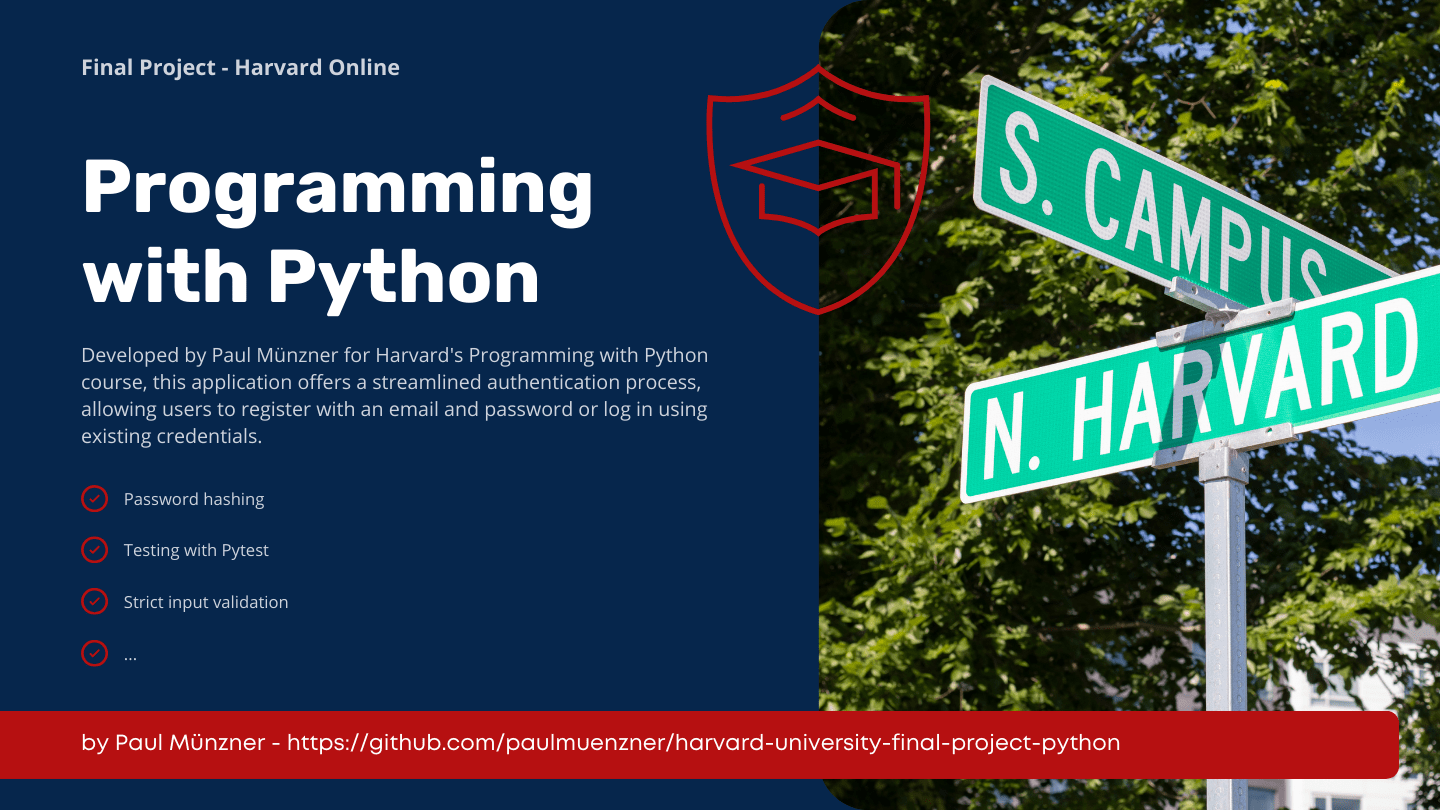 Final Project - Harvard Online
Programming
with Python
Developed by Paul Münzner for Harvard's Programming with Python
course, this application offers a streamlined authentication process,
allowing users to register with an email and password or log in using
existing credentials.
Password hashing
Testing with Pytest
Strict input validation
...
S. CAMPUS
N. HARVARD
by Paul Münzner - https://github.com/paulmuenzner/harvard-university-final-project-python